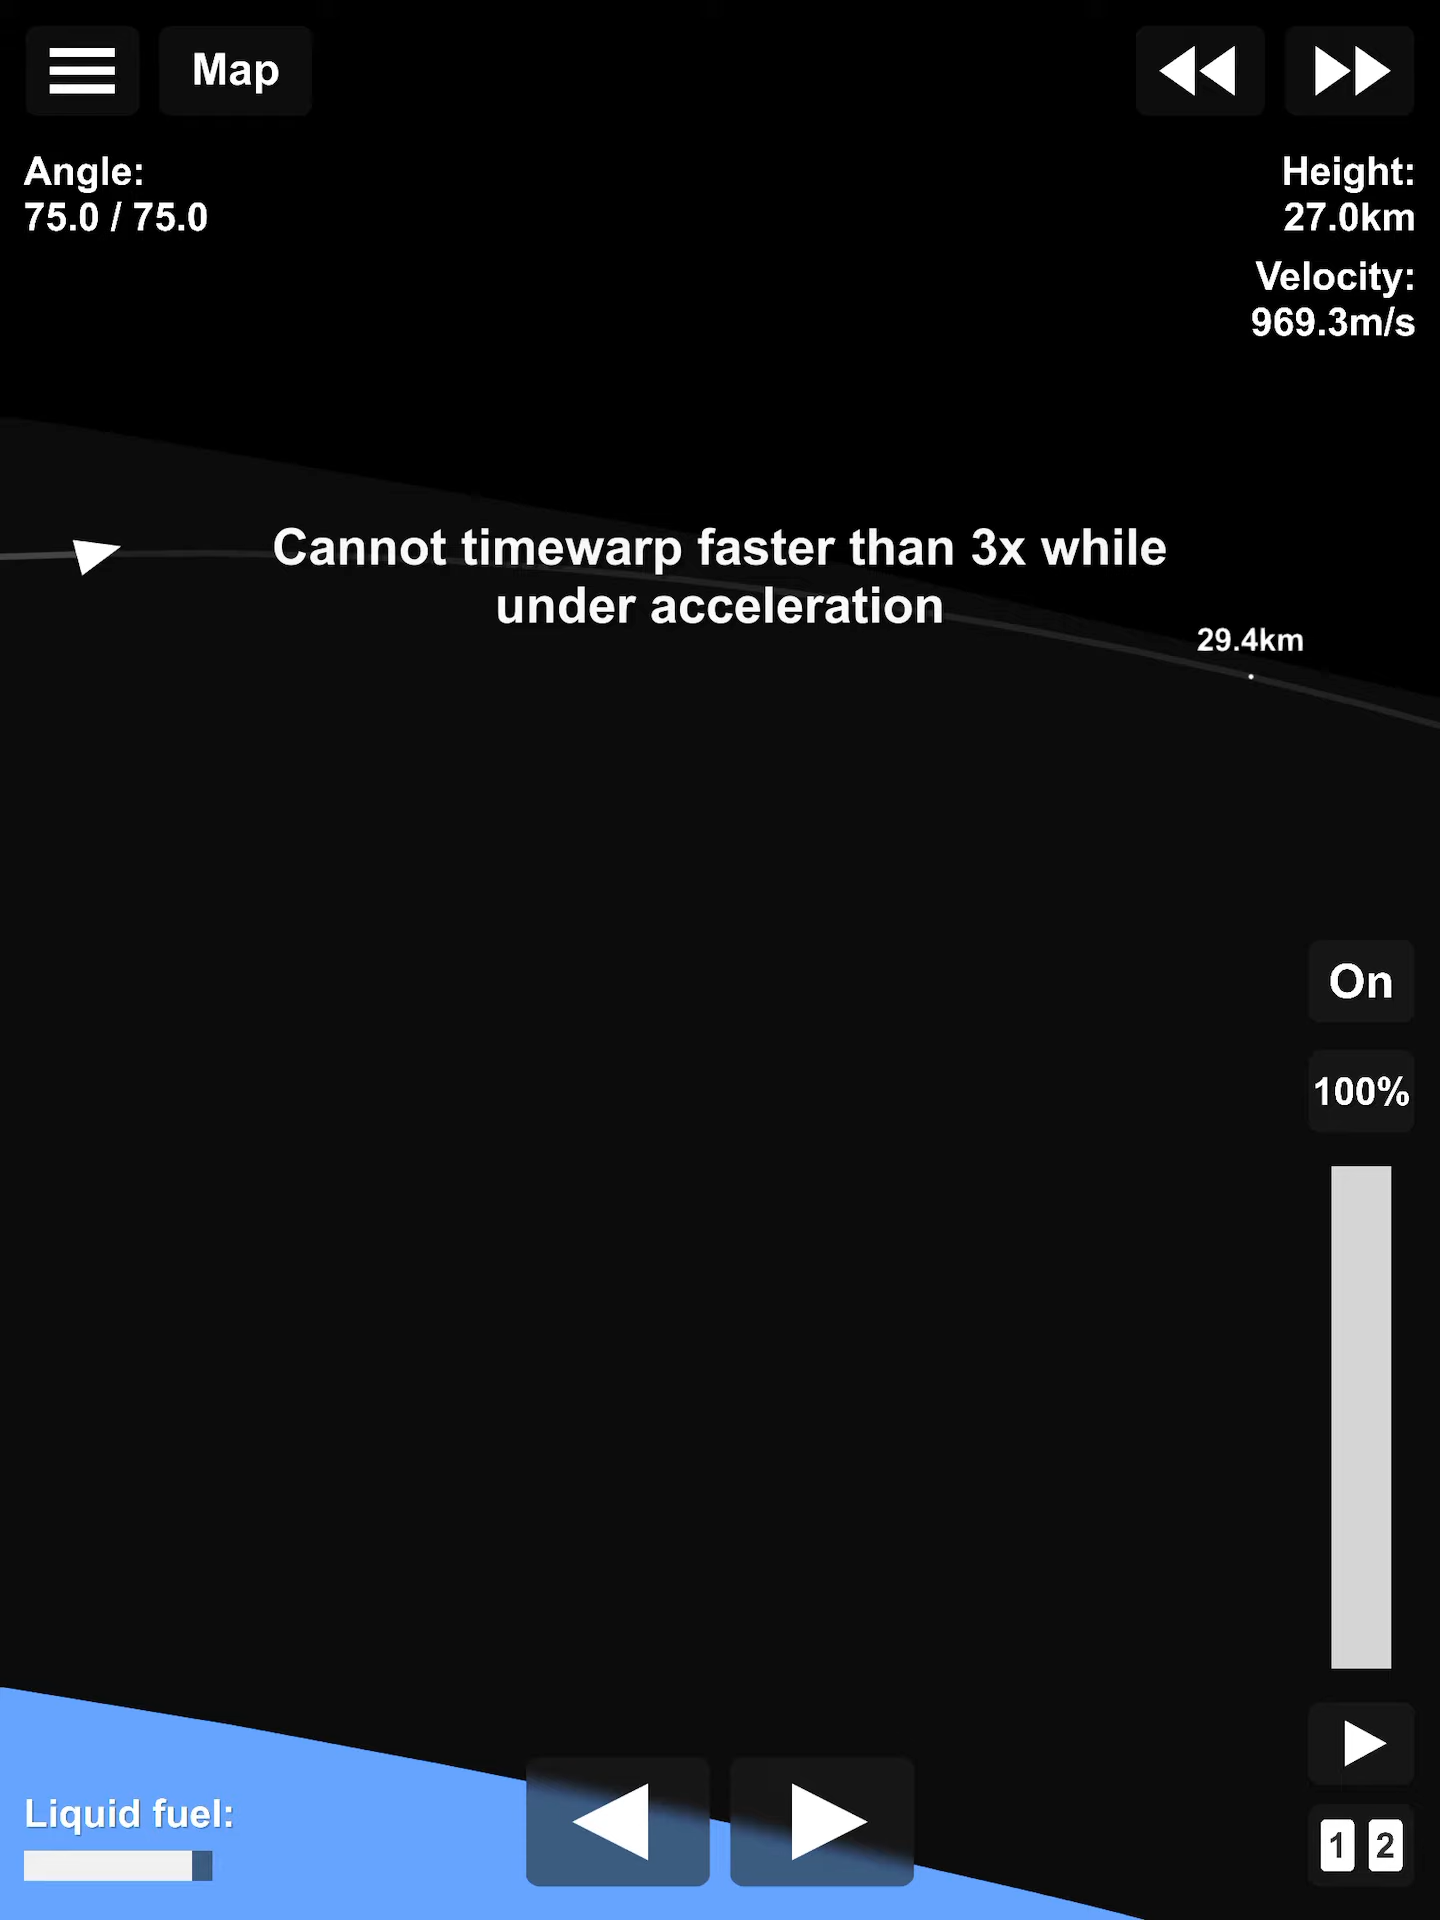 Map
Angle:
75.0 / 75.0
Height:
27.0km
Velocity:
969.3m/s
Cannot timewarp faster than 3x while
under acceleration
29.4km
On
100%
Liquid fuel:
1 2